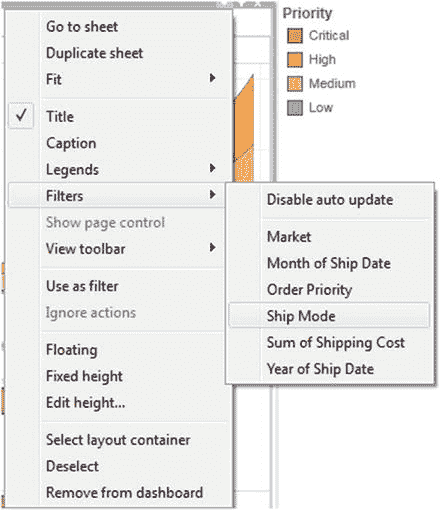 Priority
Critical
High
Medium
Low
Go to sheet
Duplicate sheet
Fit
Title
Caption
Legends
Filters
Show page control
View toolbar
Use as filter
Ignore actions
Floating
Fixed height
Edit height...
Select layout container
Deselect
Remove from dashboard
Disable auto update
Market
Month of Ship Date
Order Priority
Ship Mode
Sum of Shipping Cost
Year of Ship Date